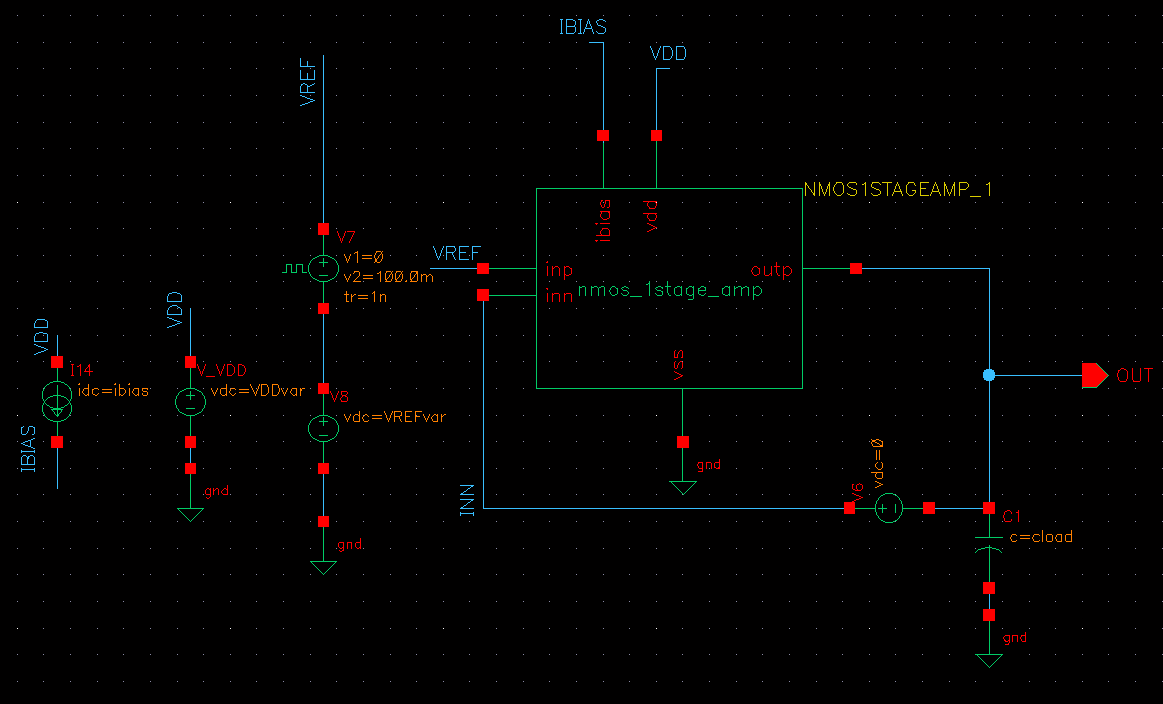 IBIAS
VDD
VREF
NMOS1STAGEAMP_1
ibias
vdd
V7
v1=0
v2=100.0m
tr=1n
VREF
inp
outp
inn
nmos_1stage_amp
VDD
VDD
I14
idc=ibias
V_VDD
vdc=VDDvar
V8
vdc=VREFvar
vss
OUT
IBIAS
gnd
gnd
INN
vdc=0
V6
gnd
C1
c=cload
gnd